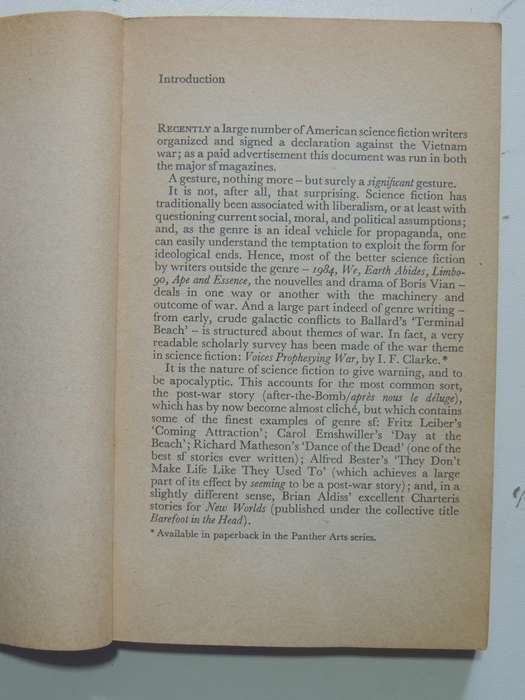 Introduction
RECENTLY a large number of American science fiction writers
organized and signed a declaration against the Vietnam
war; as a paid advertisement this document was run in both
the major sf magazines.
A gesture, nothing more – but surely a significant gesture.
It is not, after all, that surprising. Science fiction has
traditionally been associated with liberalism, or at least with
questioning current social, moral, and political assumptions;
and, as the genre is an ideal vehicle for propaganda, one
can easily understand the temptation to exploit the form for
ideological ends. Hence, most of the better science fiction
by writers outside the genre – 1984, We, Earth Abides, Limbo-
90, Ape and Essence, the nouvelles and drama of Boris Vian –
deals in one way or another with the machinery and
outcome of war. And a large part indeed of genre writing –
from early, crude galactic conflicts to Ballard's 'Terminal
Beach' – is structured about themes of war. In fact, a very
readable scholarly survey has been made of the war theme
in science fiction: Voices Prophesying War, by I. F. Clarke.*
It is the nature of science fiction to give warning, and to
be apocalyptic. This accounts for the most common sort,
the post-war story (after-the-Bomb/après nous le déluge),
which has by now become almost cliché, but which contains
some of the finest examples of genre sf: Fritz Leiber's
'Coming Attraction'; Carol Emshwiller's 'Day at the
Beach'; Richard Matheson's 'Dance of the Dead' (one of the
best sf stories ever written); Alfred Bester's 'They Don't
Make Life Like They Used To' (which achieves a large
part of its effect by seeming to be a post-war story); and, in a
slightly different sense, Brian Aldiss' excellent Charteris
stories for New Worlds (published under the collective title
Barefoot in the Head).
* Available in paperback in the Panther Arts series.